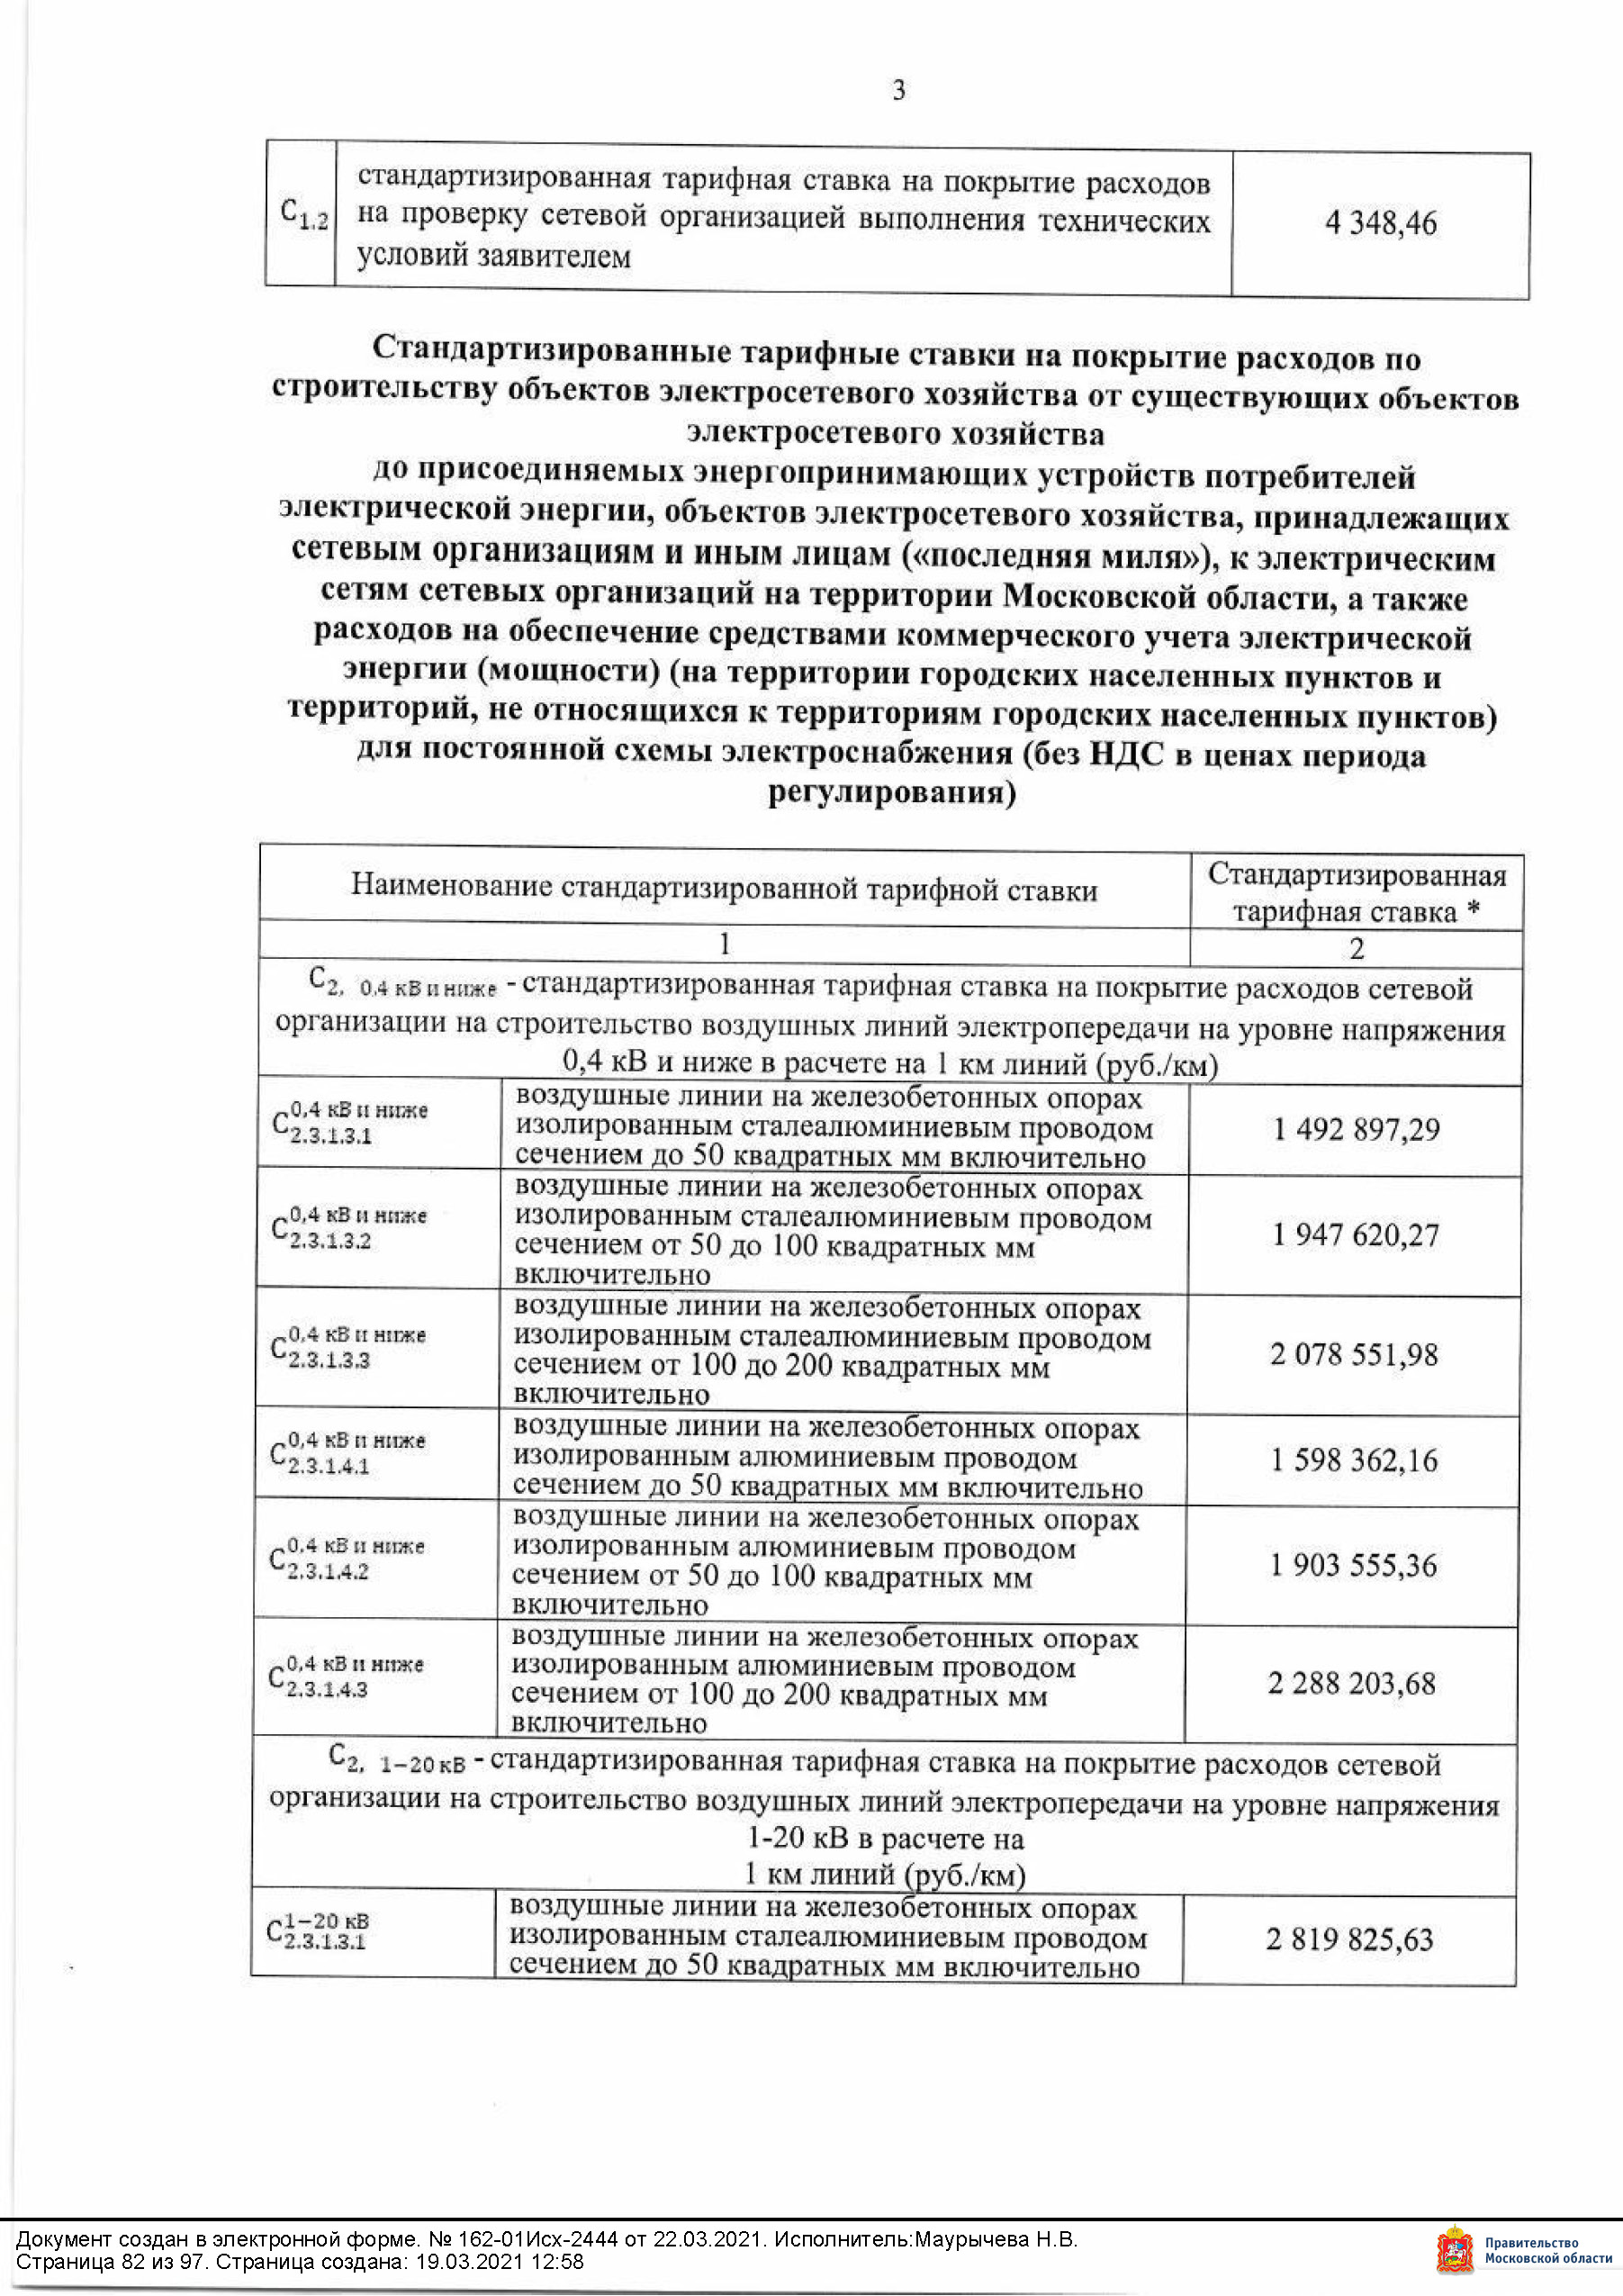 3
C1.2
стандартизированная тарифная ставка на покрытие расходов
на проверку сетевой организацией выполнения технических
условий заявителем
4 348,46
Стандартизированные тарифные ставки на покрытие расходов по
строительству объектов электросетевого хозяйства от существующих объектов
электросетевого хозяйства
до присоединяемых энергопринимающих устройств потребителей
электрической энергии, объектов электросетевого хозяйства, принадлежащих
сетевым организациям и иным лицам («последняя миля»), к электрическим
сетям сетевых организаций на территории Московской области, а также
расходов на обеспечение средствами коммерческого учета электрической
энергии (мощности) (на территории городских населенных пунктов и
территорий, не относящихся к территориям городских населенных пунктов)
для постоянной схемы электроснабжения (без НДС в ценах периода
регулирования)
Наименование стандартизированной тарифной ставки
Стандартизированная
тарифная ставка *
1
2
C2, 0.4 кВ и ниже - стандартизированная тарифная ставка на покрытие расходов сетевой
организации на строительство воздушных линий электропередачи на уровне напряжения
0,4 кВ и ниже в расчете на 1 км линий (руб./км)
C 0,4 кВ и ниже 2.3.1.3.1
воздушные линии на железобетонных опорах
изолированным сталеалюминиевым проводом
сечением до 50 квадратных мм включительно
1 492 897,29
C 0,4 кВ и ниже 2.3.1.3.2
воздушные линии на железобетонных опорах
изолированным сталеалюминиевым проводом
сечением от 50 до 100 квадратных мм
включительно
1 947 620,27
C 0,4 кВ и ниже 2.3.1.3.3
воздушные линии на железобетонных опорах
изолированным сталеалюминиевым проводом
сечением от 100 до 200 квадратных мм
включительно
2 078 551,98
C 0,4 кВ и ниже 2.3.1.4.1
воздушные линии на железобетонных опорах
изолированным алюминиевым проводом
сечением до 50 квадратных мм включительно
1 598 362,16
C 0.4 кВ и ниже 2.3.1.4.2
воздушные линии на железобетонных опорах
изолированным алюминиевым проводом
сечением от 50 до 100 квадратных мм
включительно
1 903 555,36
C 0,4 кВ и ниже 2.3.1.4.3
воздушные линии на железобетонных опорах
изолированным алюминиевым проводом
сечением от 100 до 200 квадратных мм
включительно
2 288 203,68
C2, 1–20 кВ - стандартизированная тарифная ставка на покрытие расходов сетевой
организации на строительство воздушных линий электропередачи на уровне напряжения
1-20 кВ в расчете на
1 км линий (руб./км)
C 1–20 кВ 2.3.1.3.1
воздушные линии на железобетонных опорах
изолированным сталеалюминиевым проводом
сечением до 50 квадратных мм включительно
2 819 825,63
Документ создан в электронной форме. № 162-01Исх-2444 от 22.03.2021. Исполнитель:Маурычева Н.В.
Страница 82 из 97. Страница создана: 19.03.2021 12:58
Правительство
Московской области